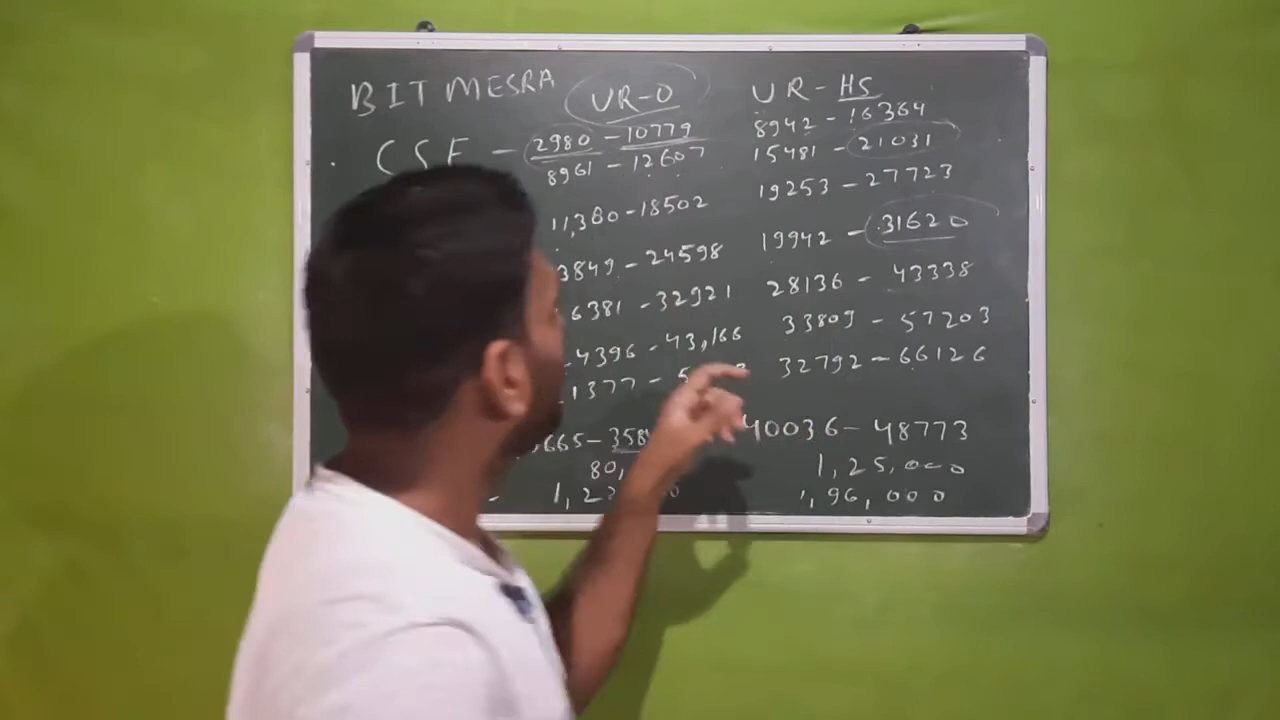 BIT MESRA UR-O UR-HS
CSE - 2980 - 10779 8942 - 16364
8961 - 12607 15481 - 21031
11,380 - 18502 19253 - 27723
3849 - 24598 19942 - 31620
6381 - 32921 28136 - 43338
4396 - 43,166 33809 - 57203
1377 - 32792 - 66126
665 - 358 40036 - 48773
80, 1,25,000
1,2 1,96,000